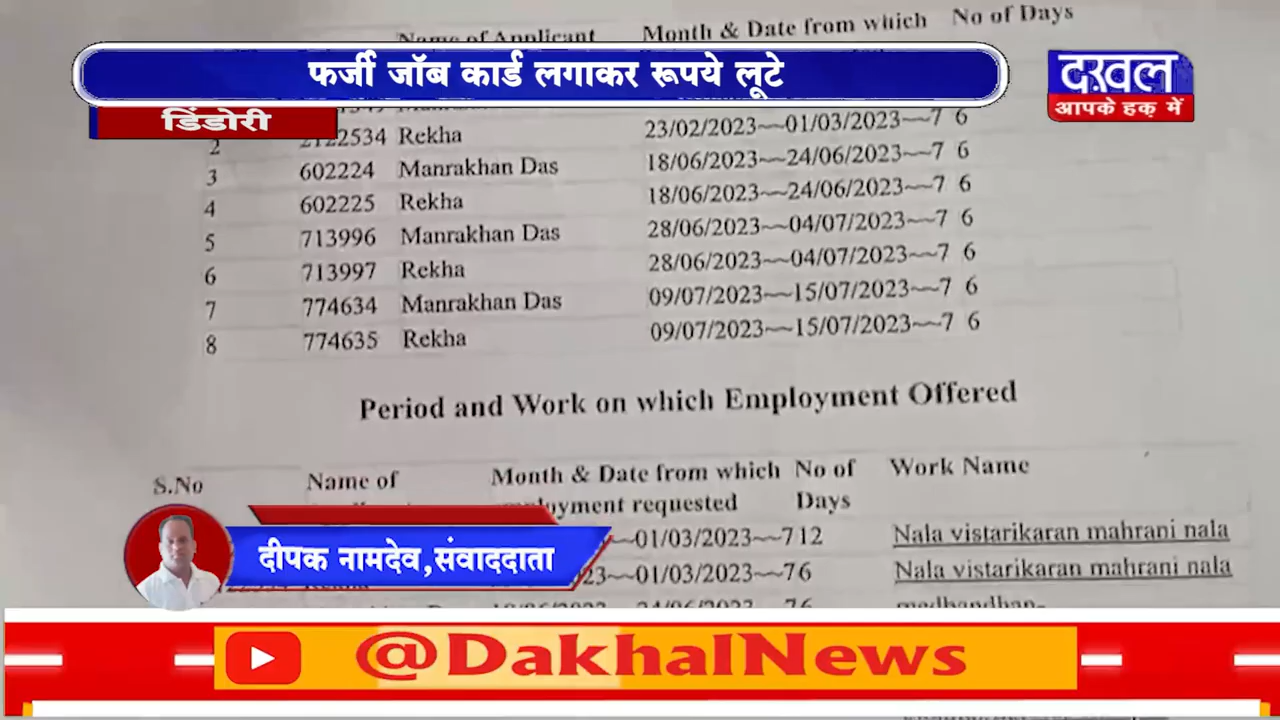 Name of Applicant Month & Date from which No of Days
फर्जी जॉब कार्ड लगाकर रूपये लूटे
दख़ल
आपके हक़ में
डिंडोरी
2 2122534 Rekha 23/02/2023~~01/03/2023~~7 6
3 602224 Manrakhan Das 18/06/2023~~24/06/2023~~7 6
4 602225 Rekha 18/06/2023~~24/06/2023~~7 6
5 713996 Manrakhan Das 28/06/2023~~04/07/2023~~7 6
6 713997 Rekha 28/06/2023~~04/07/2023~~7 6
7 774634 Manrakhan Das 09/07/2023~~15/07/2023~~7 6
8 774635 Rekha 09/07/2023~~15/07/2023~~7 6
Period and Work on which Employment Offered
S.No Name of Month & Date from which No of Work Name
employment requested Days
~~01/03/2023~~7 12 Nala vistarikaran mahrani nala
~~01/03/2023~~7 6 Nala vistarikaran mahrani nala
दीपक नामदेव,संवाददाता
@DakhalNews